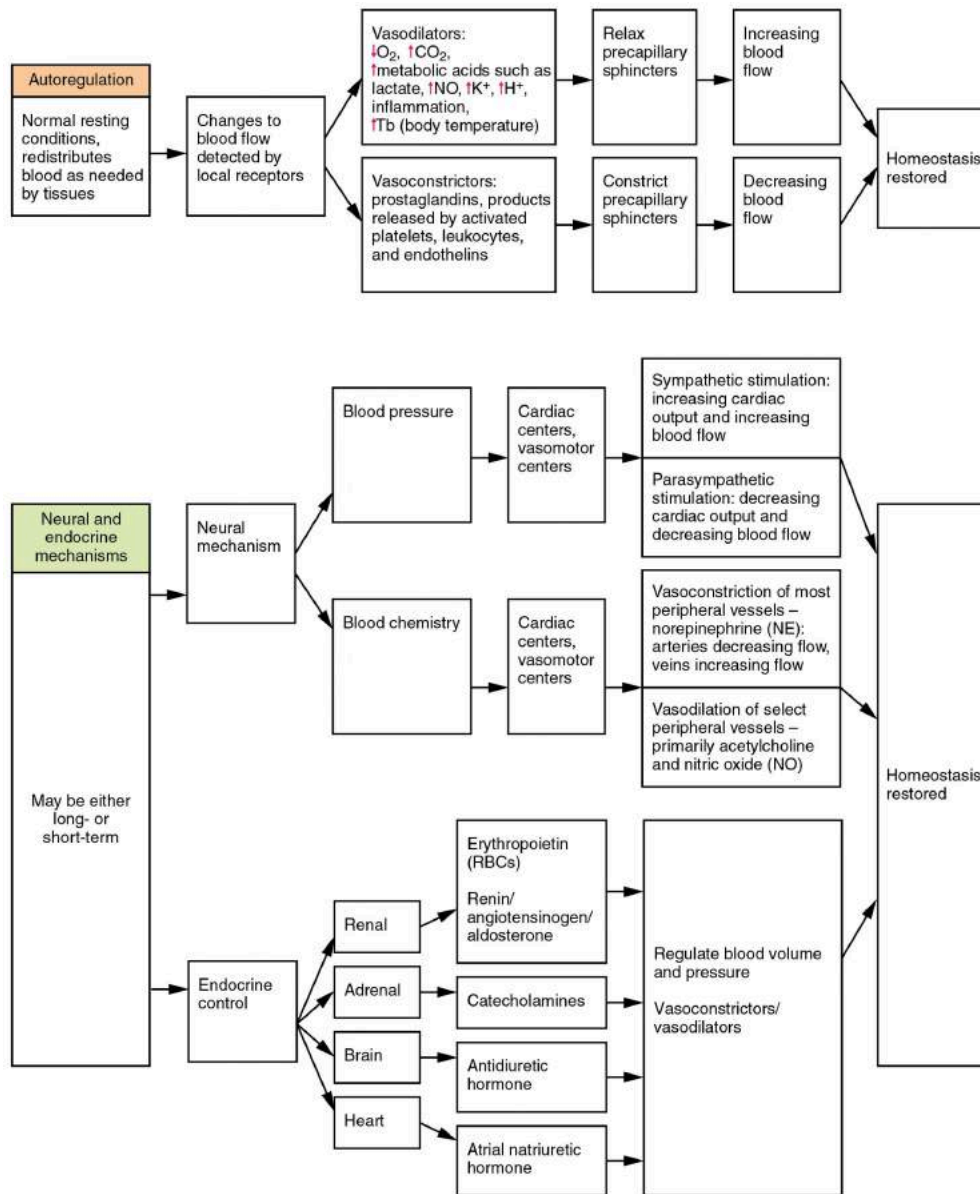 Autoregulation
Normal resting
conditions,
redistributes
blood as needed
by tissues
Changes to
blood flow
detected by
local receptors
Vasodilators:
↓O₂, ↑CO₂,
↑metabolic acids such as
lactate, ↑NO, ↑K⁺, ↑H⁺,
inflammation,
↑Tb (body temperature)
Relax
precapillary
sphincters
Increasing
blood
flow
Vasoconstrictors:
prostaglandins, products
released by activated
platelets, leukocytes,
and endothelins
Constrict
precapillary
sphincters
Decreasing
blood
flow
Homeostasis
restored
Neural and
endocrine
mechanisms
May be either
long- or
short-term
Neural
mechanism
Blood pressure
Cardiac
centers,
vasomotor
centers
Sympathetic stimulation:
increasing cardiac
output and increasing
blood flow
Parasympathetic
stimulation: decreasing
cardiac output and
decreasing blood flow
Blood chemistry
Cardiac
centers,
vasomotor
centers
Vasoconstriction of most
peripheral vessels –
norepinephrine (NE):
arteries decreasing flow,
veins increasing flow
Vasodilation of select
peripheral vessels –
primarily acetylcholine
and nitric oxide (NO)
Endocrine
control
Renal
Erythropoietin
(RBCs)
Renin/
angiotensinogen/
aldosterone
Adrenal
Catecholamines
Brain
Antidiuretic
hormone
Heart
Atrial natriuretic
hormone
Regulate blood volume
and pressure
Vasoconstrictors/
vasodilators
Homeostasis
restored